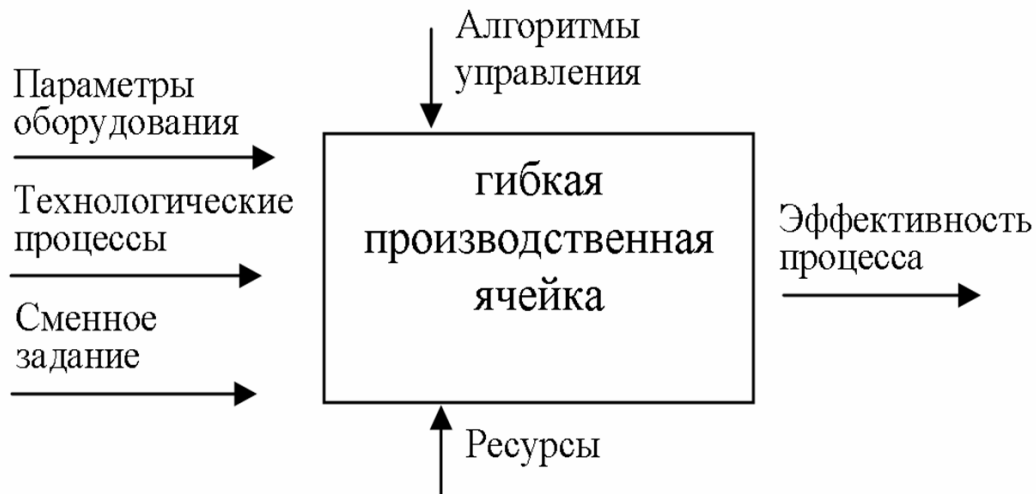 Алгоритмы
управления
Параметры
оборудования
Технологические
процессы
Сменное
задание
гибкая
производственная
ячейка
Эффективность
процесса
Ресурсы